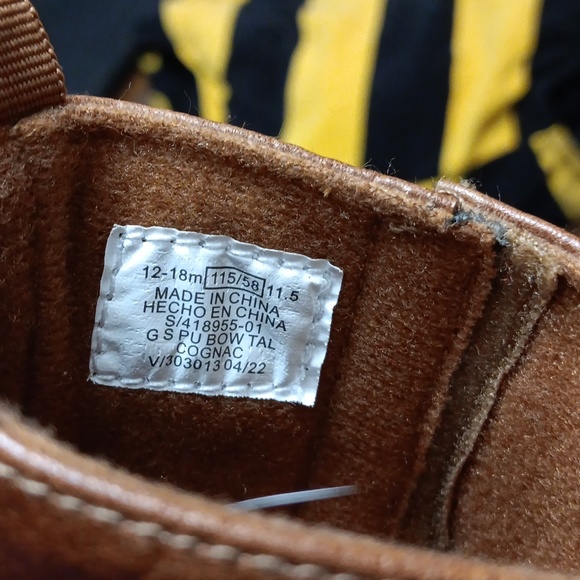 12-18m 115/58 11.5
MADE IN CHINA
HECHO EN CHINA
S/418955-01
G S PU BOW TAL
COGNAC
V/303013 04/22